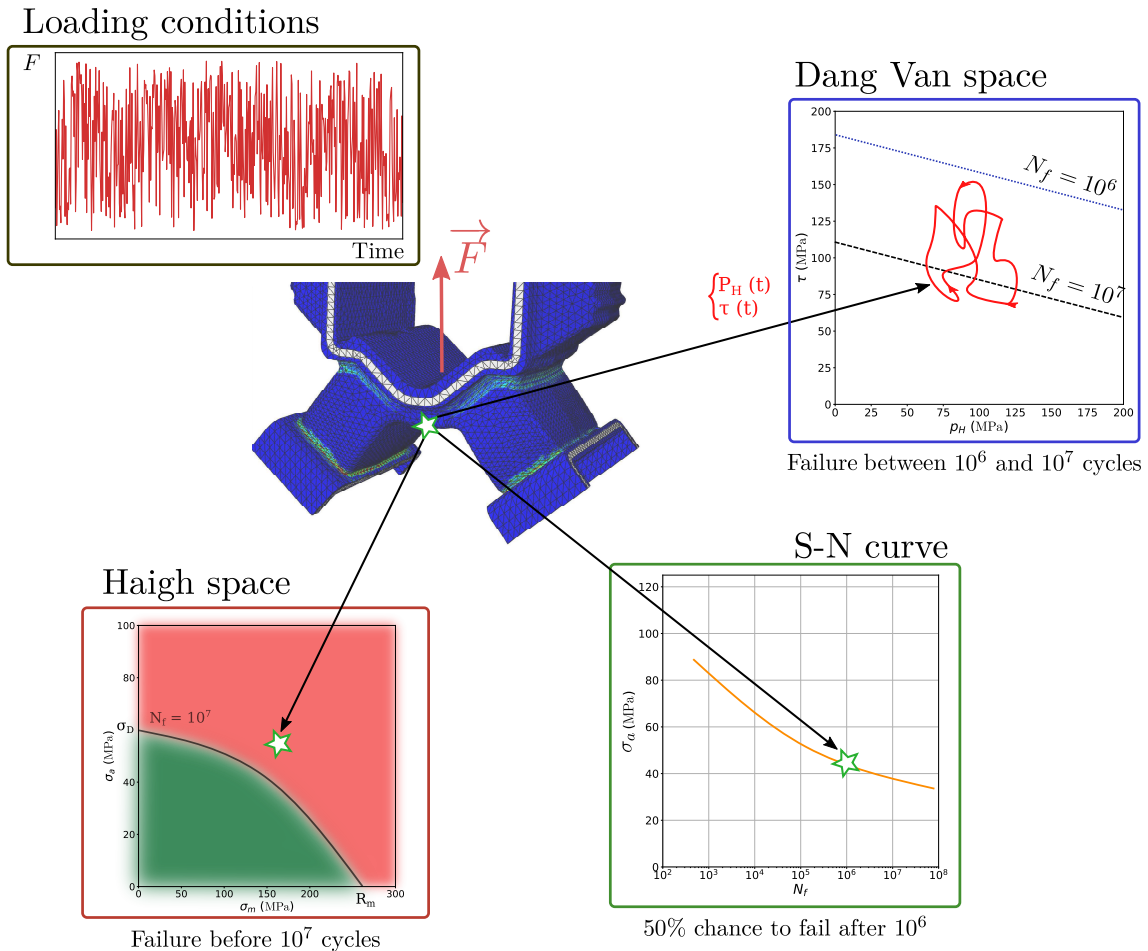 Loading conditions
F
Time
Dang Van space
200
175
150
125
100
75
50
25
0
τ (MPa)
N_f = 10^6
N_f = 10^7
0 25 50 75 100 125 150 175 200
p_H (MPa)
Failure between 10^6 and 10^7 cycles
F
P_H (t)
τ (t)
Haigh space
100
80
σ_D
N_f = 10^7
60
40
20
0
σ_a (MPa)
0 50 100 150 200 300
σ_m (MPa)
R_m
Failure before 10^7 cycles
S-N curve
120
100
80
60
40
20
0
σ_a (MPa)
10^2 10^3 10^4 10^5 10^6 10^7 10^8
N_f
50% chance to fail after 10^6